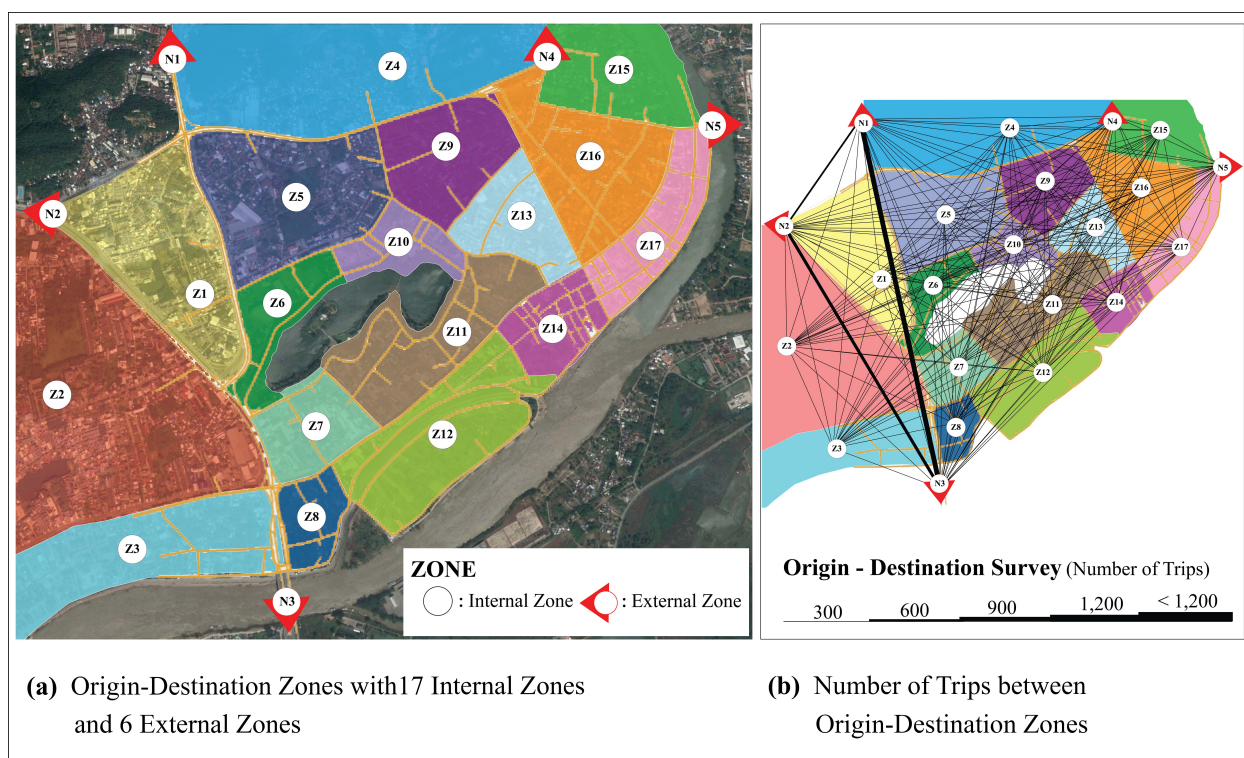 N1
N4
Z4
Z15
N5
Z9
Z16
Z5
N2
Z13
Z10
Z17
Z1
Z6
Z11
Z14
Z2
Z7
Z12
Z8
Z3
N3
ZONE
: Internal Zone
: External Zone
N1
N4
Z4
Z15
N5
Z9
Z16
Z5
N2
Z13
Z10
Z17
Z1
Z6
Z11
Z14
Z2
Z7
Z12
Z8
Z3
N3
Origin - Destination Survey (Number of Trips)
300 600 900 1,200 < 1,200
(a) Origin-Destination Zones with17 Internal Zones
and 6 External Zones
(b) Number of Trips between
Origin-Destination Zones